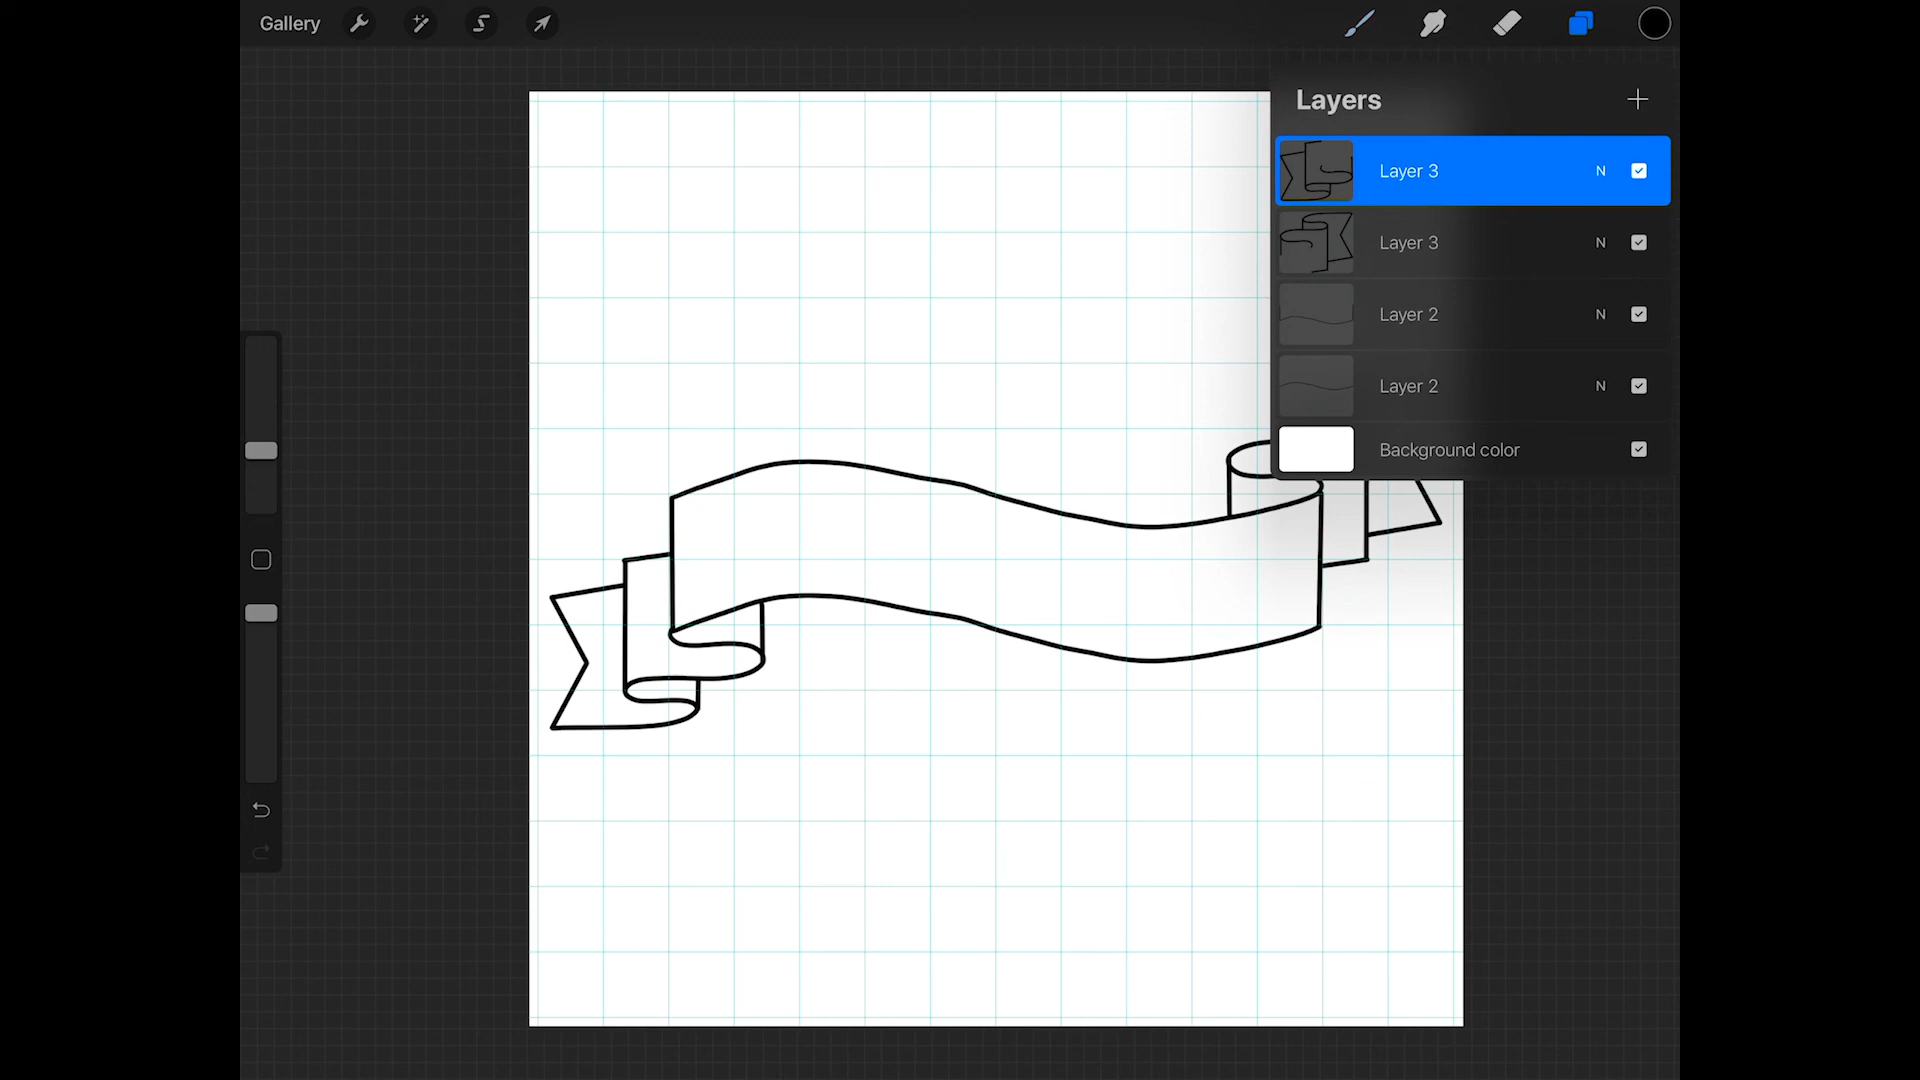 Gallery
Layers
Layer 3 N
Layer 3 N
Layer 2 N
Layer 2 N
Background color